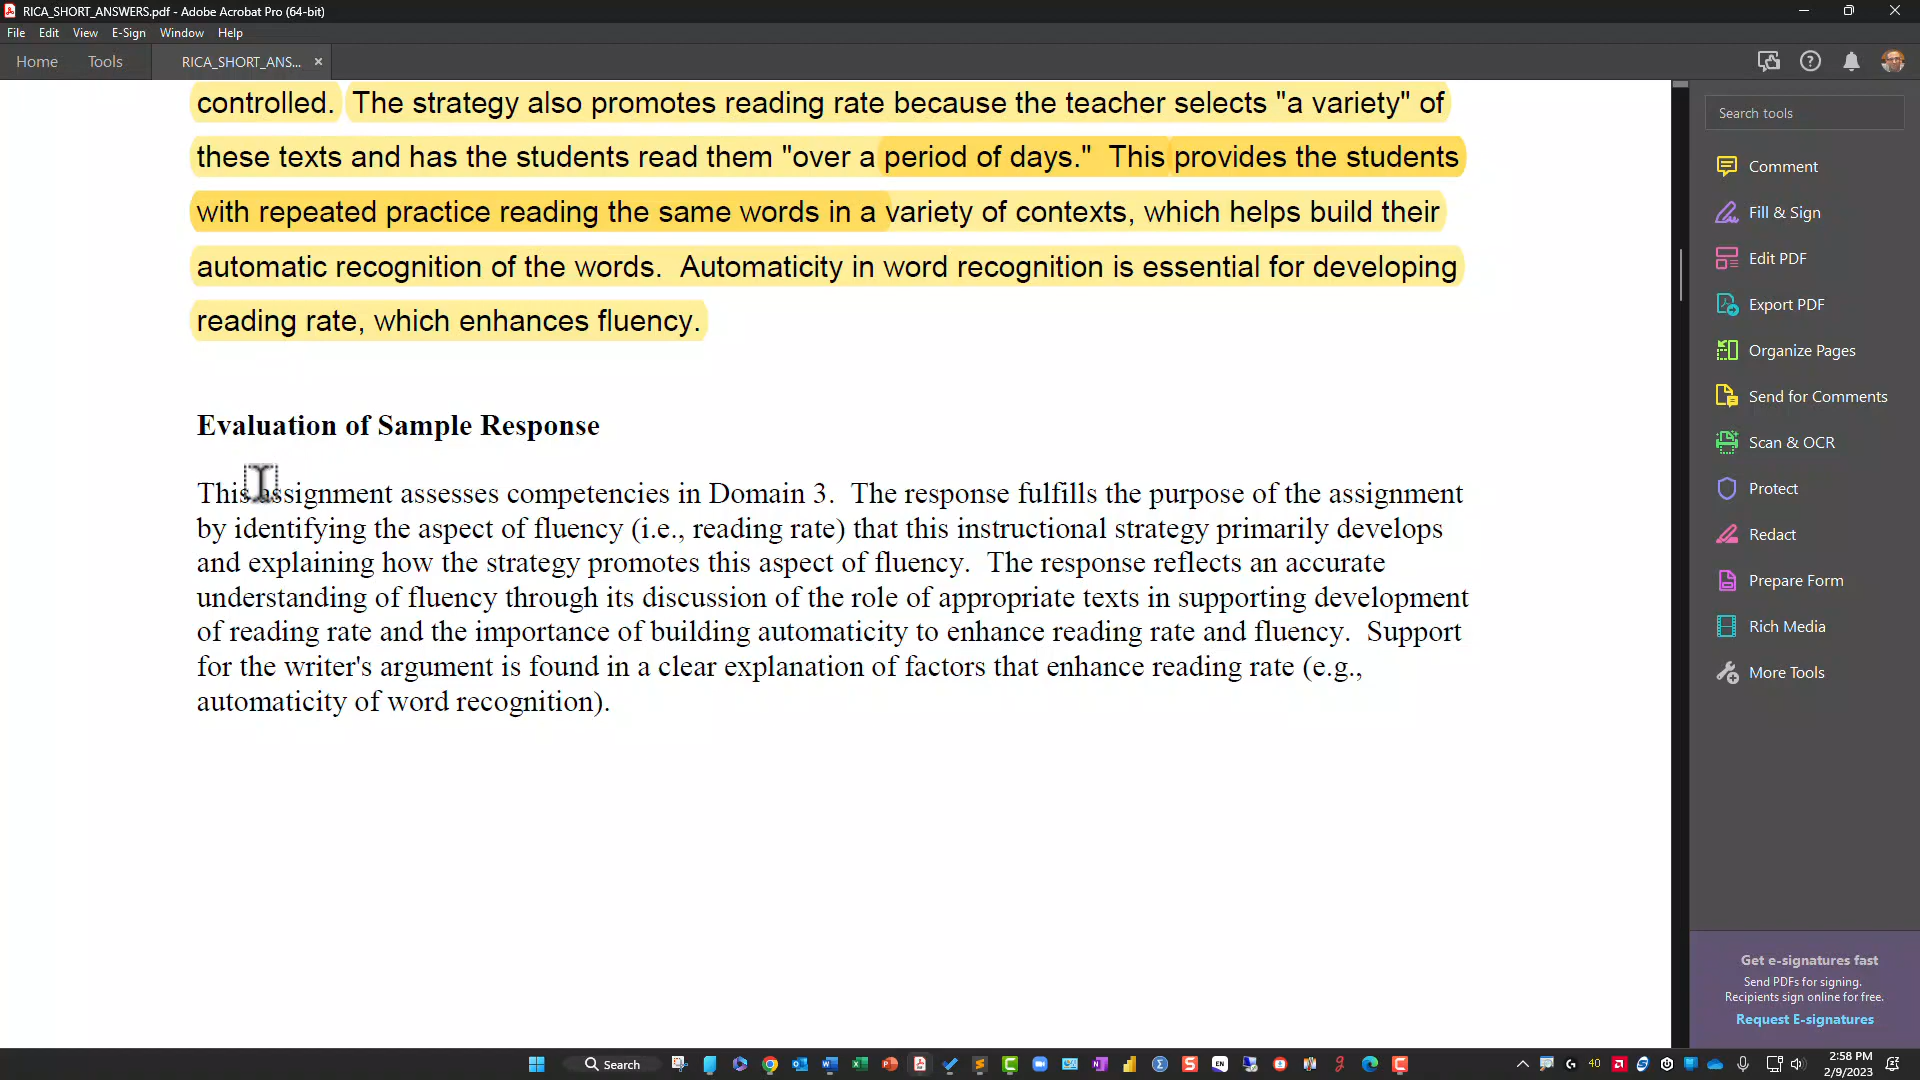 RICA_SHORT_ANSWERS.pdf - Adobe Acrobat Pro (64-bit)
File Edit View E-Sign Window Help
Home Tools RICA_SHORT_ANS... ×
controlled. The strategy also promotes reading rate because the teacher selects "a variety" of
these texts and has the students read them "over a period of days." This provides the students
with repeated practice reading the same words in a variety of contexts, which helps build their
automatic recognition of the words. Automaticity in word recognition is essential for developing
reading rate, which enhances fluency.
Evaluation of Sample Response
This assignment assesses competencies in Domain 3. The response fulfills the purpose of the assignment
by identifying the aspect of fluency (i.e., reading rate) that this instructional strategy primarily develops
and explaining how the strategy promotes this aspect of fluency. The response reflects an accurate
understanding of fluency through its discussion of the role of appropriate texts in supporting development
of reading rate and the importance of building automaticity to enhance reading rate and fluency. Support
for the writer's argument is found in a clear explanation of factors that enhance reading rate (e.g.,
automaticity of word recognition).
Search tools
Comment
Fill & Sign
Edit PDF
Export PDF
Organize Pages
Send for Comments
Scan & OCR
Protect
Redact
Prepare Form
Rich Media
More Tools
Get e-signatures fast
Send PDFs for signing.
Recipients sign online for free.
Request E-signatures
Search
40
2:58 PM
2/9/2023